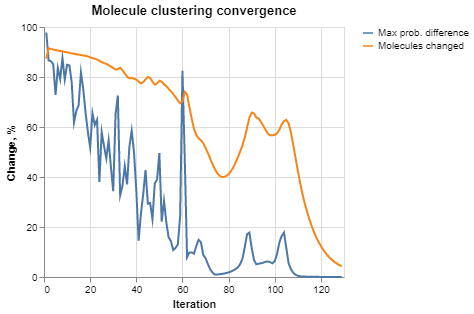 Molecule clustering convergence
Max prob. difference
Molecules changed
Change, %
100
80
60
40
20
0
0 20 40 60 80 100 120
Iteration